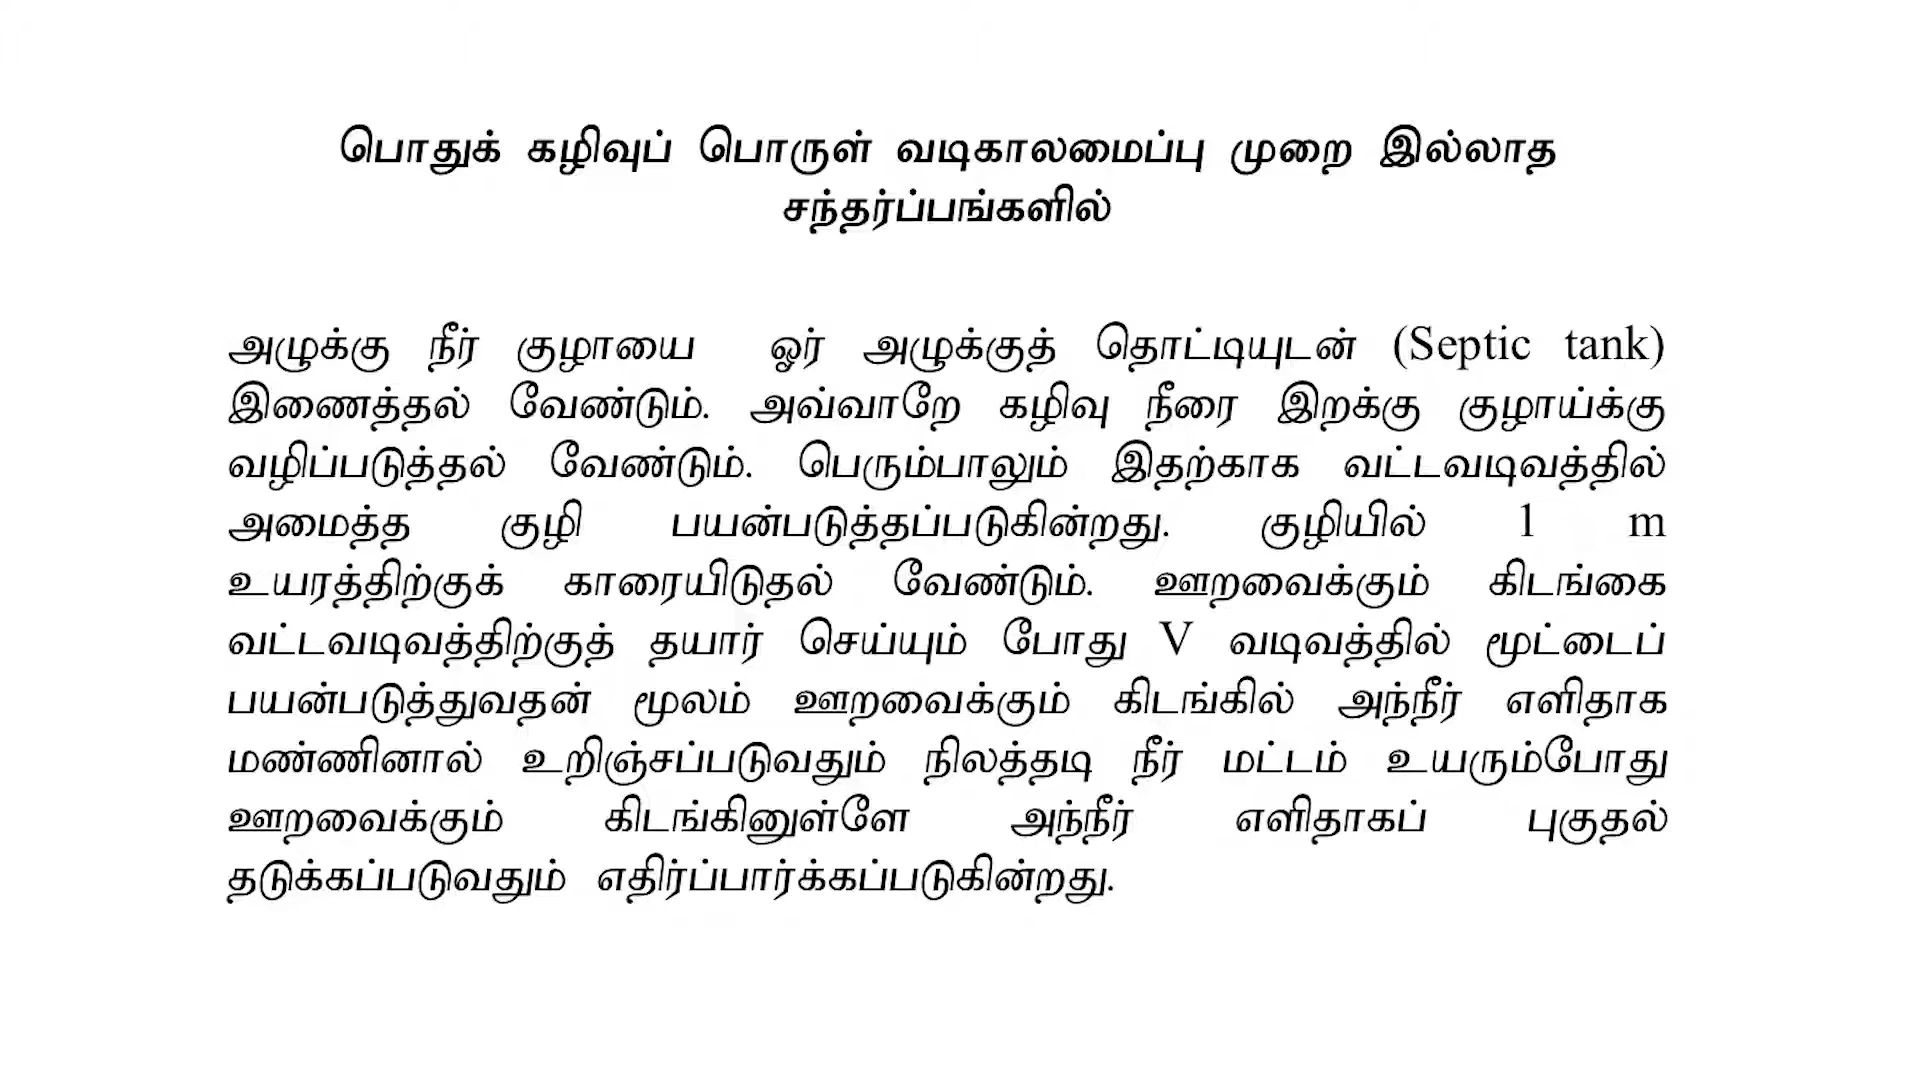 பொதுக் கழிவுப் பொருள் வடிகாலமைப்பு முறை இல்லாத
சந்தர்ப்பங்களில்
அழுக்கு நீர் குழாயை ஓர் அழுக்குத் தொட்டியுடன் (Septic tank)
இணைத்தல் வேண்டும். அவ்வாறே கழிவு நீரை இறக்கு குழாய்க்கு
வழிப்படுத்தல் வேண்டும். பெரும்பாலும் இதற்காக வட்டவடிவத்தில்
அமைத்த குழி பயன்படுத்தப்படுகின்றது. குழியில் 1 m
உயரத்திற்குக் காரையிடுதல் வேண்டும். ஊறவைக்கும் கிடங்கை
வட்டவடிவத்திற்குத் தயார் செய்யும் போது V வடிவத்தில் மூட்டைப்
பயன்படுத்துவதன் மூலம் ஊறவைக்கும் கிடங்கில் அந்நீர் எளிதாக
மண்ணினால் உறிஞ்சப்படுவதும் நிலத்தடி நீர் மட்டம் உயரும்போது
ஊறவைக்கும் கிடங்கினுள்ளே அந்நீர் எளிதாகப் புகுதல்
தடுக்கப்படுவதும் எதிர்ப்பார்க்கப்படுகின்றது.